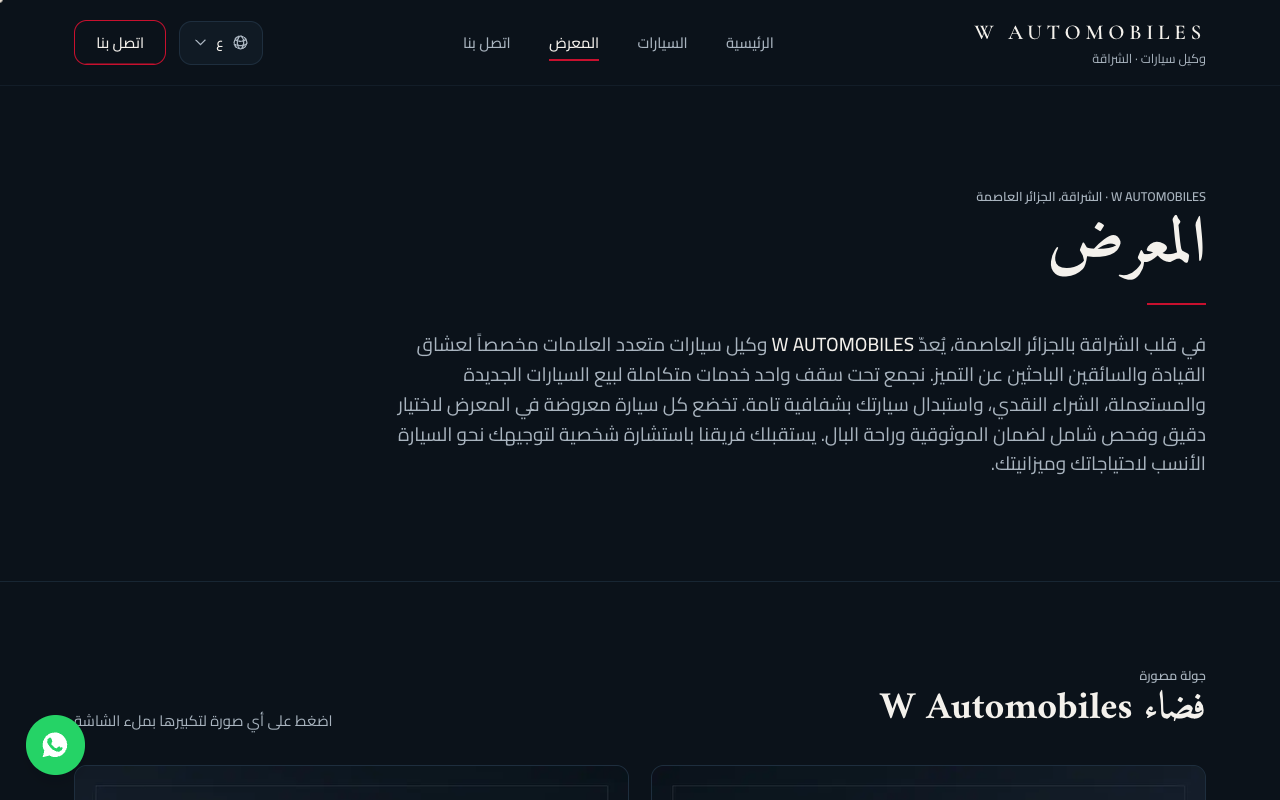 W AUTOMOBILES
وكيل سيارات · الشراقة
الرئيسية
السيارات
المعرض
اتصل بنا
ع
اتصل بنا
W AUTOMOBILES · الشراقة، الجزائر العاصمة
المعرض
في قلب الشراقة بالجزائر العاصمة، يُعدّ W AUTOMOBILES وكيل سيارات متعدد العلامات مخصصاً لعشاق
القيادة والسائقين الباحثين عن التميز. نجمع تحت سقف واحد خدمات متكاملة لبيع السيارات الجديدة
والمستعملة، الشراء النقدي، واستبدال سيارتك بشفافية تامة. تخضع كل سيارة معروضة في المعرض لاختيار
دقيق وفحص شامل لضمان الموثوقية وراحة البال. يستقبلك فريقنا باستشارة شخصية لتوجيهك نحو السيارة
الأنسب لاحتياجاتك وميزانيتك.
جولة مصورة
فضاء W Automobiles
اضغط على أي صورة لتكبيرها بملء الشاشة